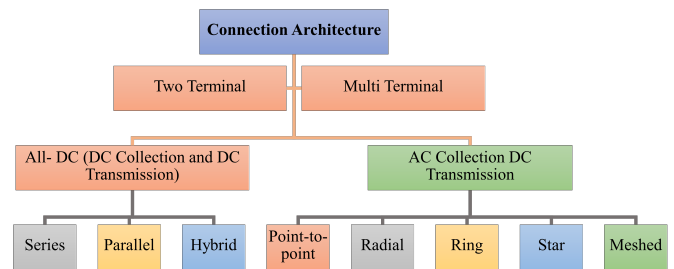 Connection Architecture
Two Terminal
Multi Terminal
All- DC (DC Collection and DC
Transmission)
AC Collection DC
Transmission
Series
Parallel
Hybrid
Point-to-
point
Radial
Ring
Star
Meshed